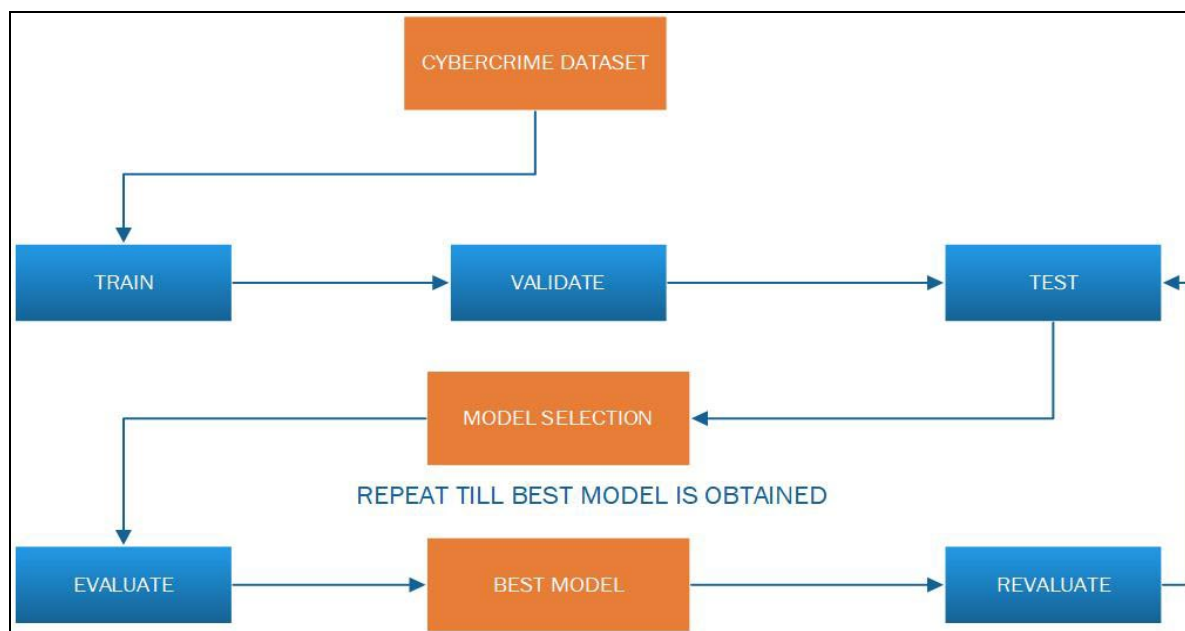 CYBERCRIME DATASET
TRAIN
VALIDATE
TEST
MODEL SELECTION
REPEAT TILL BEST MODEL IS OBTAINED
EVALUATE
BEST MODEL
REVALUATE